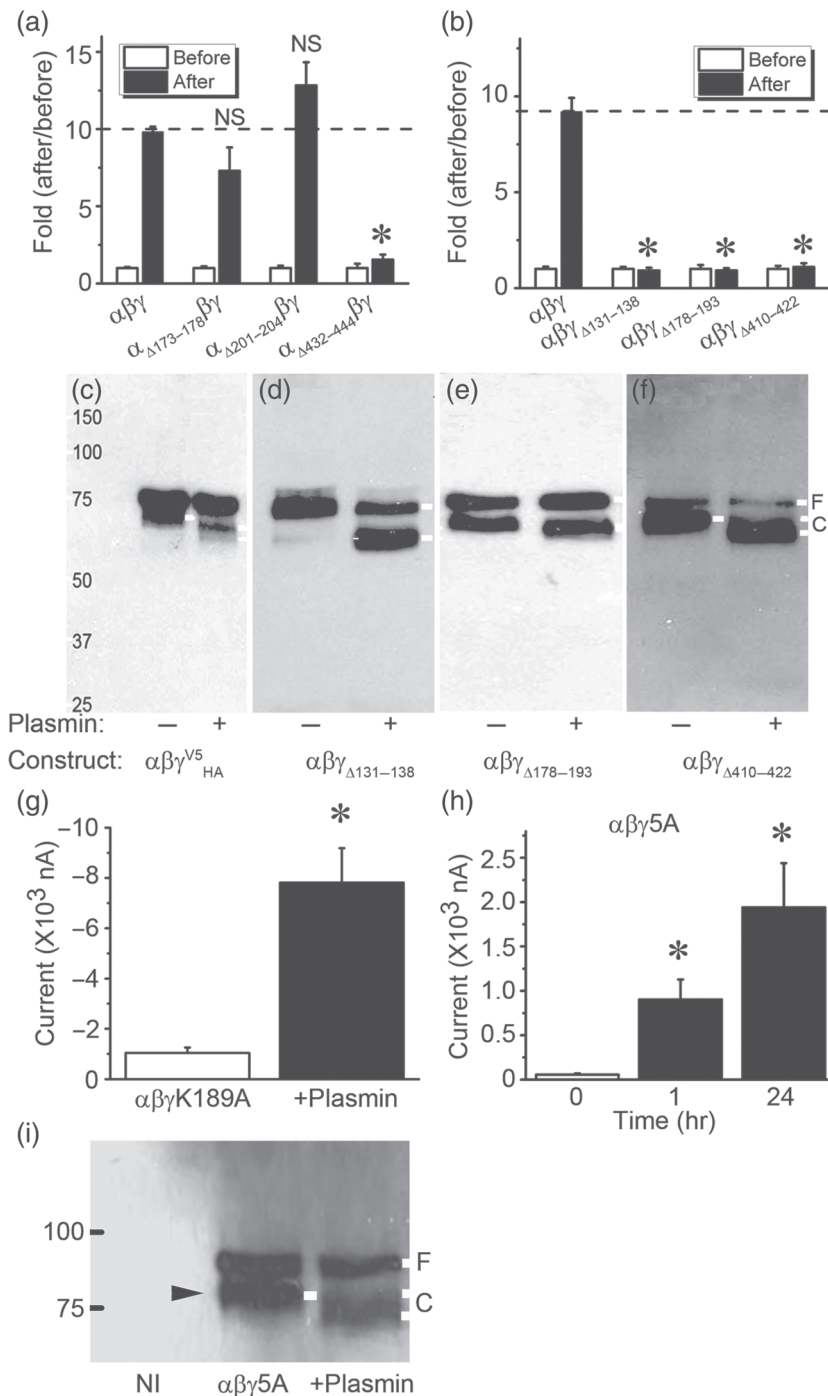 (a)
Before
After
NS
NS
*
15
10
5
0
Fold (after/before)
αβγ
αΔ173–178βγ
αΔ201–204βγ
αΔ432–444βγ
(b)
Before
After
* * *
10
5
0
Fold (after/before)
αβγ
αβγΔ131–138
αβγΔ178–193
αβγΔ410–422
(c) (d) (e) (f)
150
100
75
50
37
25
F
C
Plasmin: — + — + — + — +
Construct: αβγV5HA αβγΔ131–138 αβγΔ178–193 αβγΔ410–422
(g)
*
–10
–8
–6
–4
–2
0
Current (X10³ nA)
αβγK189A +Plasmin
(h)
αβγ5A
*
*
2.5
2.0
1.5
1.0
0.5
0
Current (X10³ nA)
0 1 24
Time (hr)
(i)
100
75
F
C
NI αβγ5A +Plasmin